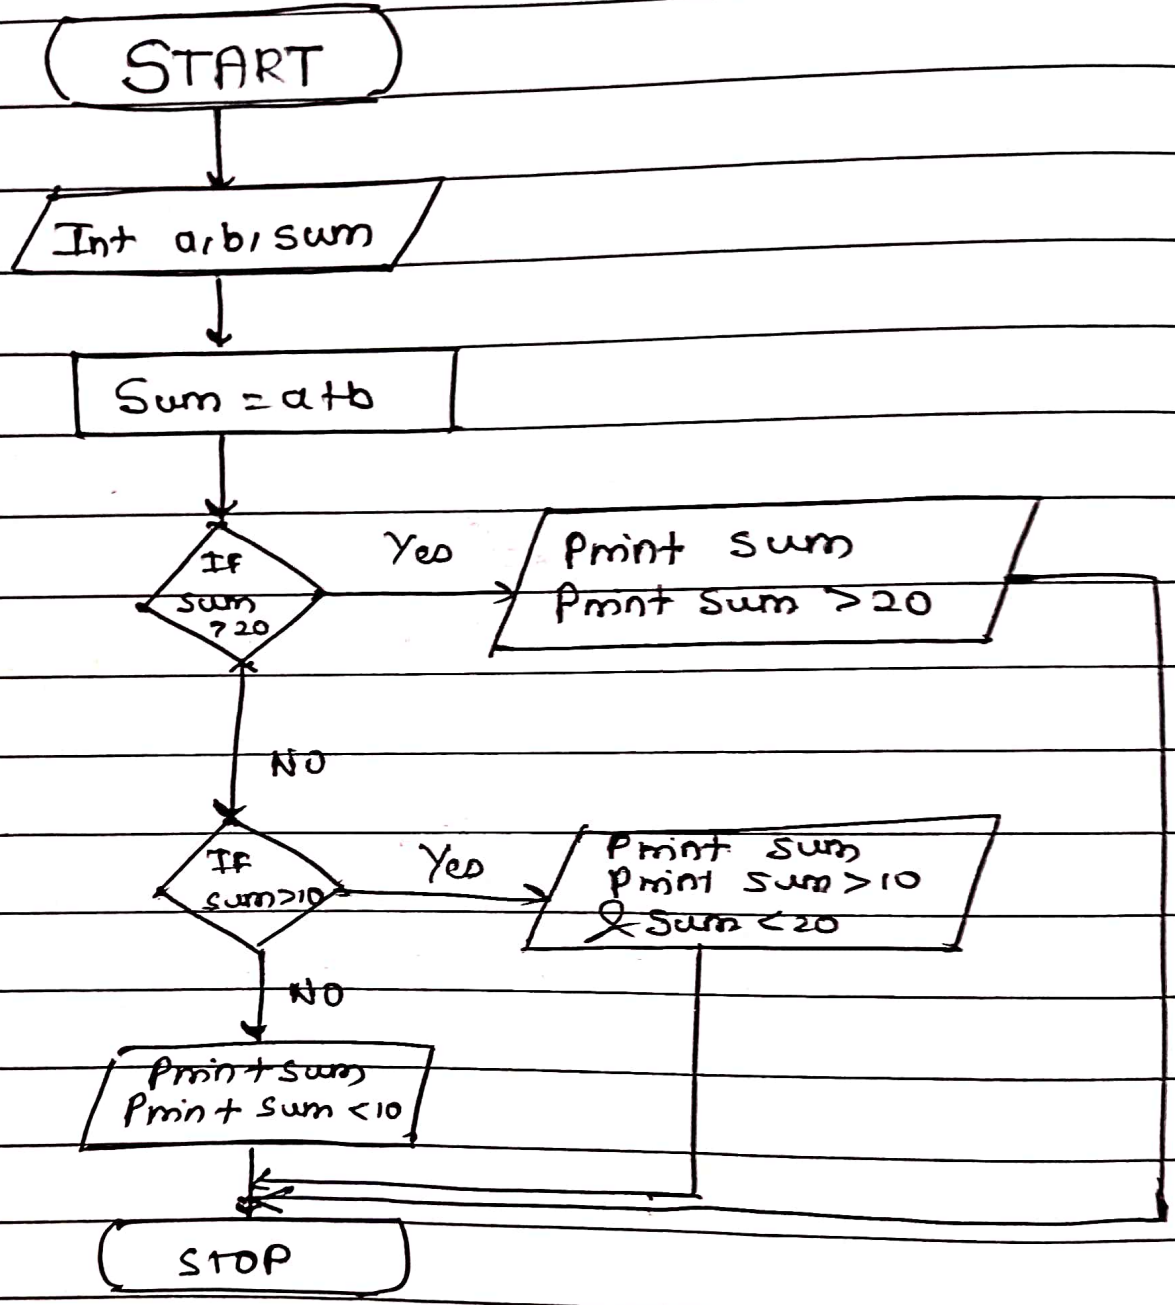 START
Int a, b, sum
Sum = a+b
If
sum
>20
Yes
Print sum
Print sum >20
NO
If
sum>10
Yes
Print sum
Print sum>10
& sum <20
NO
Print sum
Print sum <10
STOP